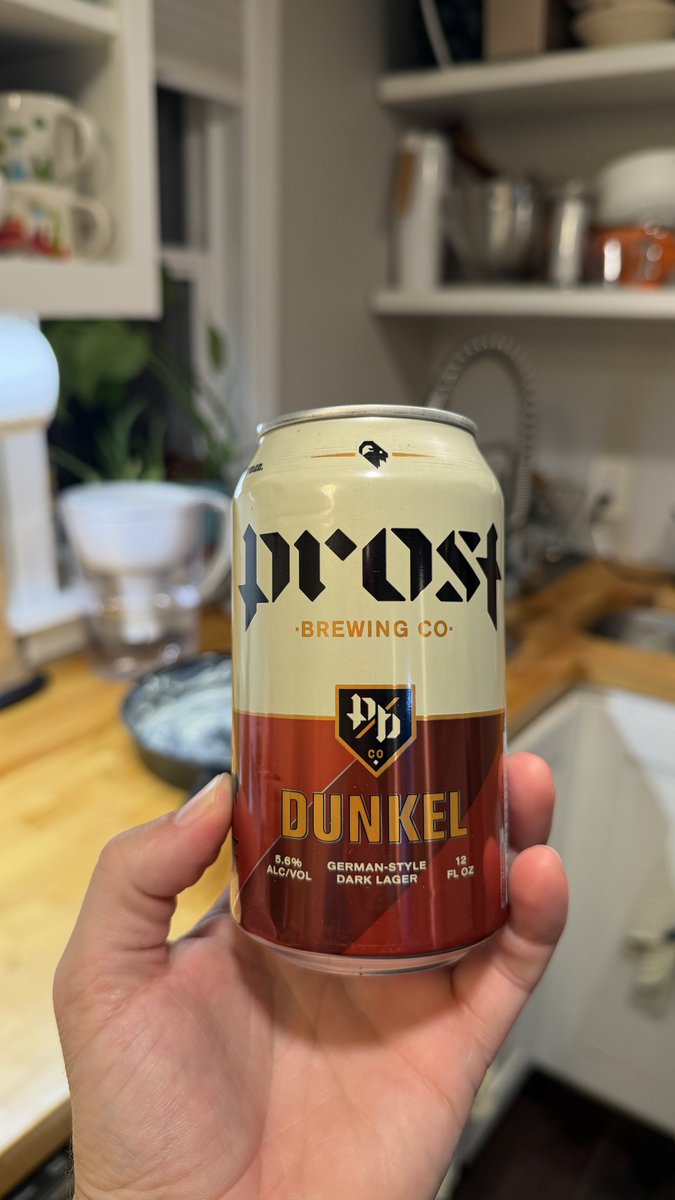 prost
·BREWING CO·
pb
CO
DUNKEL
5.6%
ALC/VOL
GERMAN-STYLE
DARK LAGER
12
FL OZ